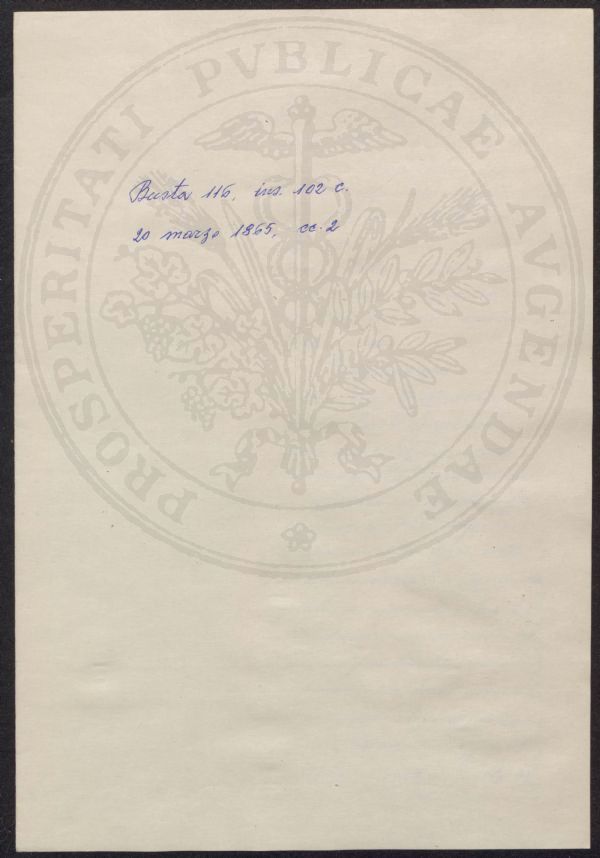 PROSPERITATI PVBLICAE AVGENDAE
Busta 116, ins. 102 c.
20 marzo 1865, cc. 2